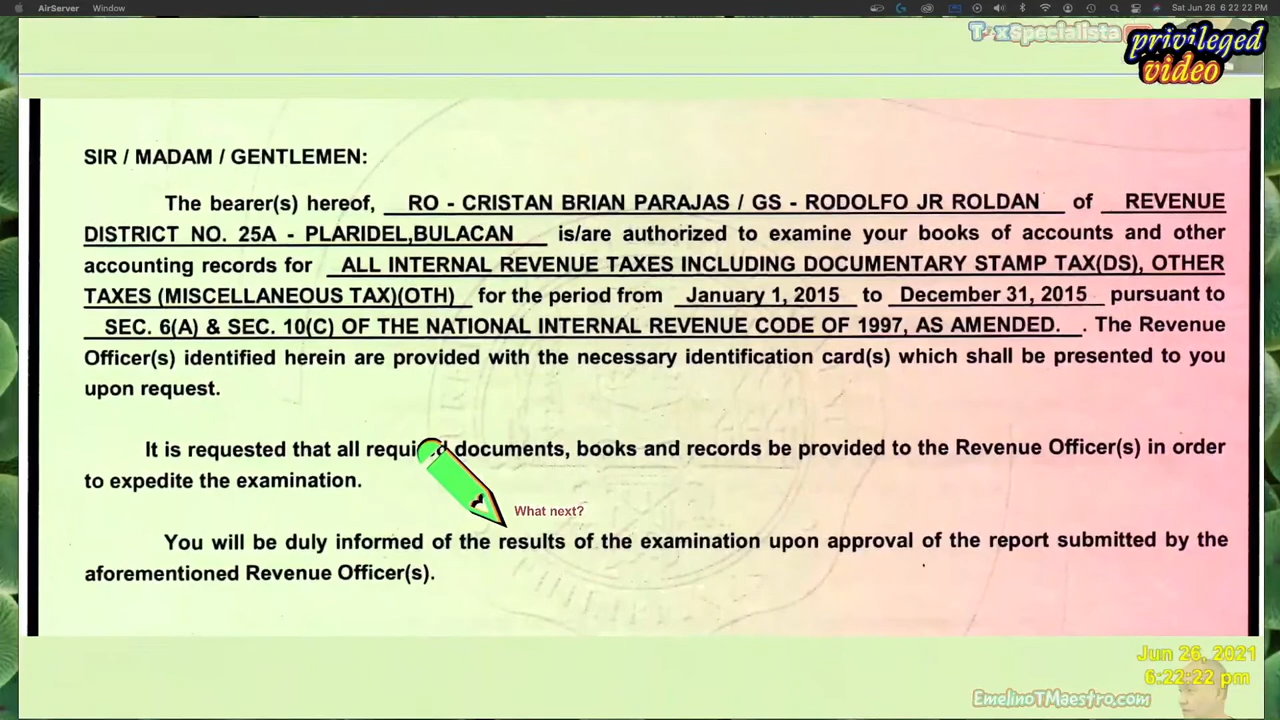 AirServer Window Sat Jun 26 6:22:22 PM
TaxSpecialista
privileged
video
SIR / MADAM / GENTLEMEN:
The bearer(s) hereof, RO - CRISTAN BRIAN PARAJAS / GS - RODOLFO JR ROLDAN of REVENUE
DISTRICT NO. 25A - PLARIDEL,BULACAN is/are authorized to examine your books of accounts and other
accounting records for ALL INTERNAL REVENUE TAXES INCLUDING DOCUMENTARY STAMP TAX(DS), OTHER
TAXES (MISCELLANEOUS TAX)(OTH) for the period from January 1, 2015 to December 31, 2015 pursuant to
SEC. 6(A) & SEC. 10(C) OF THE NATIONAL INTERNAL REVENUE CODE OF 1997, AS AMENDED. . The Revenue
Officer(s) identified herein are provided with the necessary identification card(s) which shall be presented to you
upon request.
It is requested that all required documents, books and records be provided to the Revenue Officer(s) in order
to expedite the examination.
What next?
You will be duly informed of the results of the examination upon approval of the report submitted by the
aforementioned Revenue Officer(s).
Jun 26, 2021
6:22:22 pm
EmelinoTMaestro.com